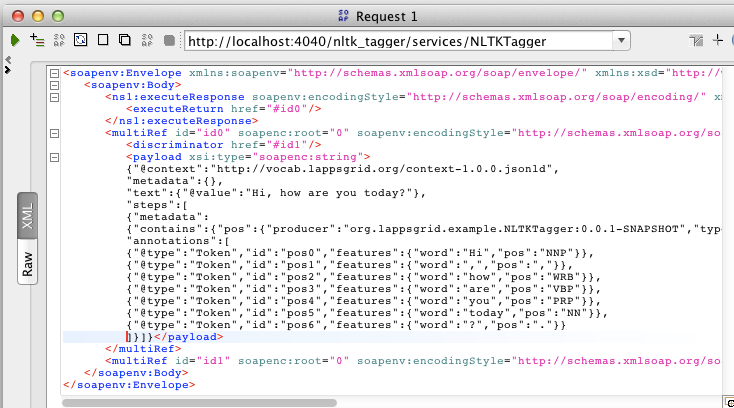 Request 1
http://localhost:4040/nltk_tagger/services/NLTKTagger
<soapenv:Envelope xmlns:soapenv="http://schemas.xmlsoap.org/soap/envelope/" xmlns:xsd="http://
<soapenv:Body>
<ns1:executeResponse soapenv:encodingStyle="http://schemas.xmlsoap.org/soap/encoding/"
<executeReturn href="#id0"/>
</ns1:executeResponse>
<multiRef id="id0" soapenc:root="0" soapenv:encodingStyle="http://schemas.xmlsoap.org/so
<discriminator href="#id1"/>
<payload xsi:type="soapenc:string">
{"@context":"http://vocab.lappsgrid.org/context-1.0.0.jsonld",
"metadata":{},
"text":{"@value":"Hi, how are you today?"},
"steps":[
{"metadata":
{"contains":{"pos":{"producer":"org.lappsgrid.example.NLTKTagger:0.0.1-SNAPSHOT","typ
"annotations":[
{"@type":"Token","id":"pos0","features":{"word":"Hi","pos":"NNP"}},
{"@type":"Token","id":"pos1","features":{"word":",","pos":","}},
{"@type":"Token","id":"pos2","features":{"word":"how","pos":"WRB"}},
{"@type":"Token","id":"pos3","features":{"word":"are","pos":"VBP"}},
{"@type":"Token","id":"pos4","features":{"word":"you","pos":"PRP"}},
{"@type":"Token","id":"pos5","features":{"word":"today","pos":"NN"}},
{"@type":"Token","id":"pos6","features":{"word":"?","pos":"."}}
]}]}</payload>
</multiRef>
<multiRef id="id1" soapenc:root="0" soapenv:encodingStyle="http://schemas.xmlsoap.org/so
</soapenv:Body>
</soapenv:Envelope>
XML
Raw